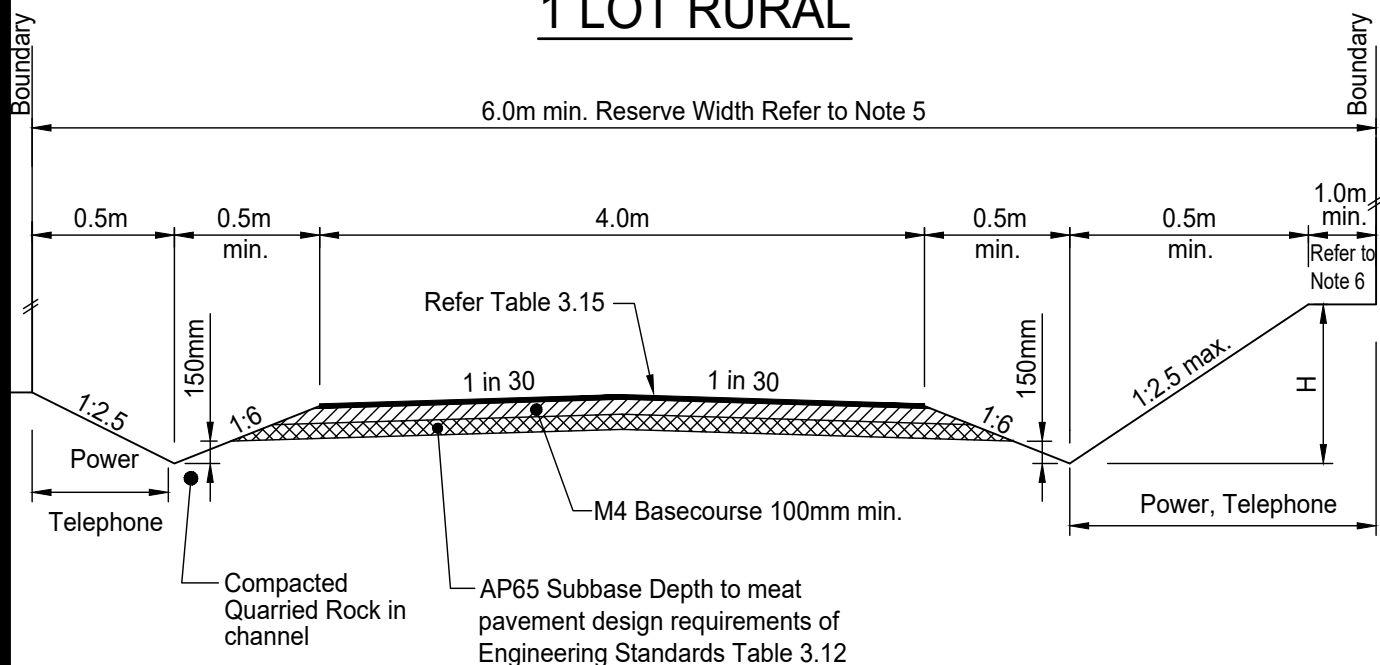 1 LOT RURAL
Boundary
Boundary
6.0m min. Reserve Width Refer to Note 5
0.5m
0.5m
min.
4.0m
0.5m
min.
0.5m
min.
1.0m
min.
Refer to
Note 6
Refer Table 3.15
150mm
150mm
1 in 30
1 in 30
1:2.5
1:6
1:6
1:2.5 max.
H
Power
Telephone
Power, Telephone
M4 Basecourse 100mm min.
Compacted
Quarried Rock in
channel
AP65 Subbase Depth to meat
pavement design requirements of
Engineering Standards Table 3.12